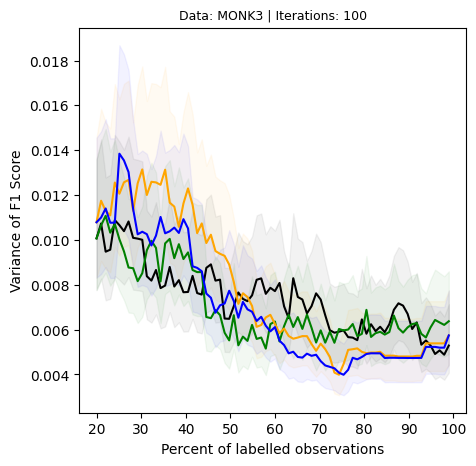 Data: MONK3 | Iterations: 100
Variance of F1 Score
0.018
0.016
0.014
0.012
0.010
0.008
0.006
0.004
20 30 40 50 60 70 80 90 100
Percent of labelled observations